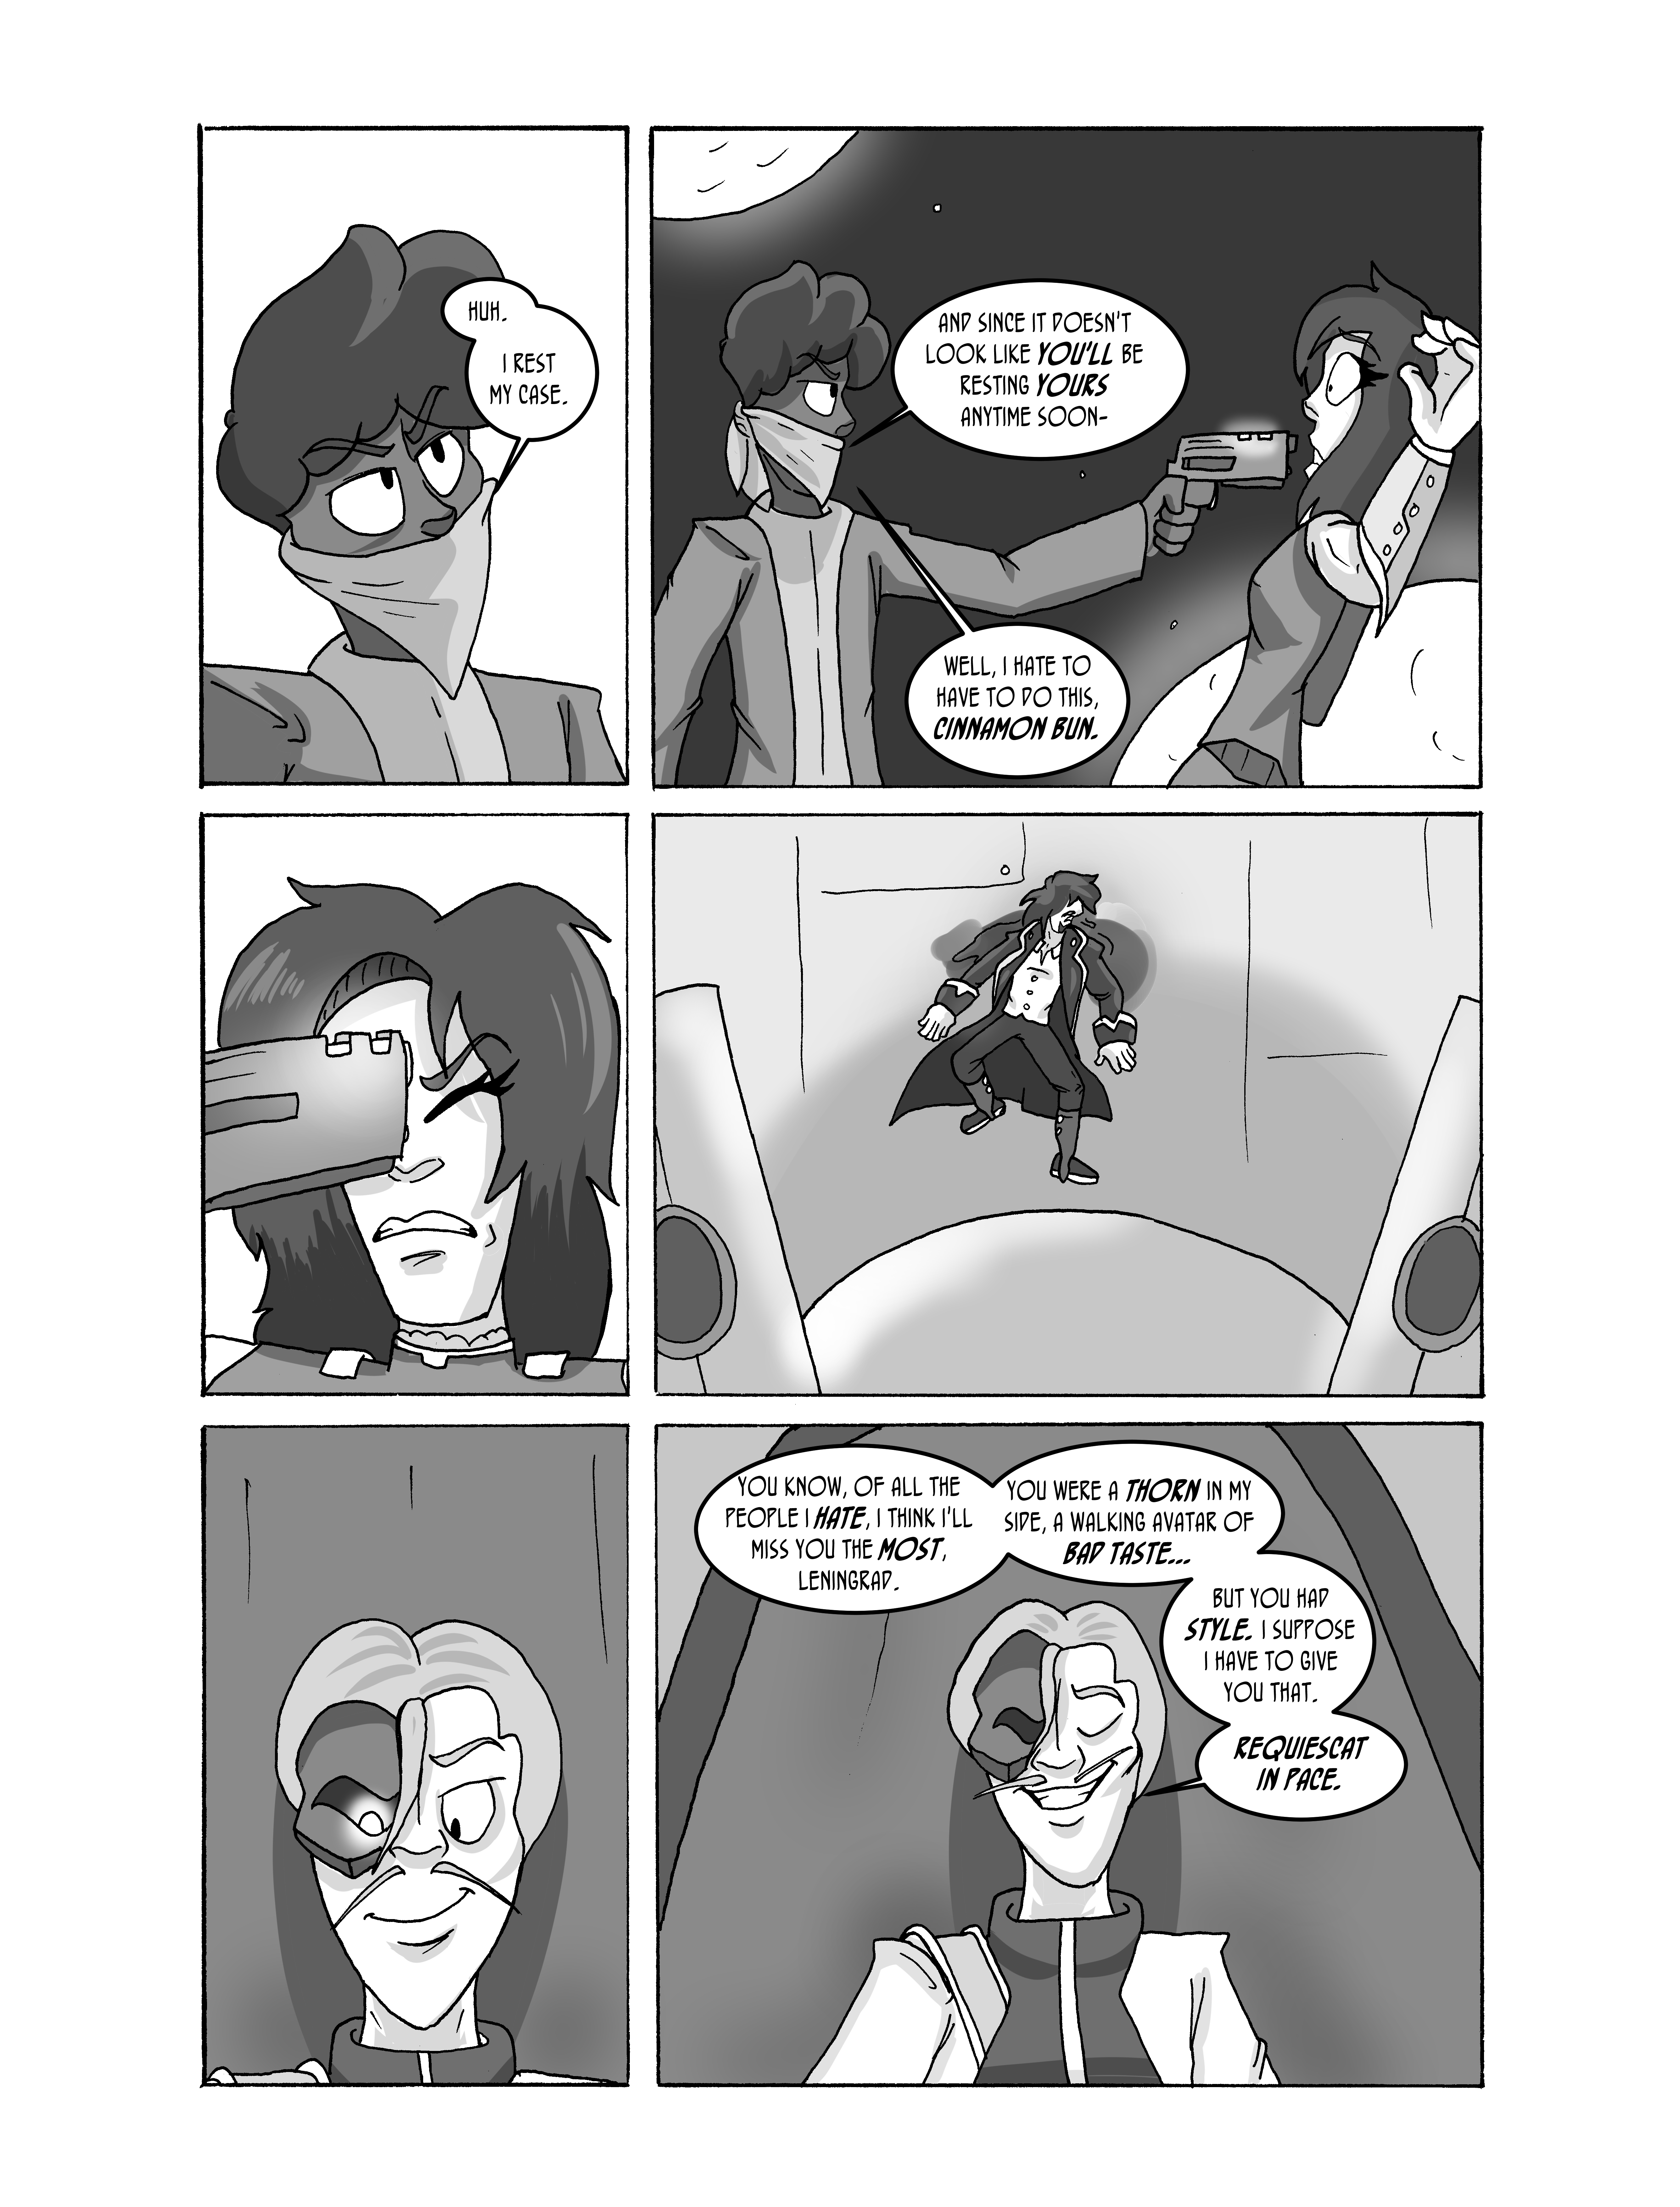 HUH.
I REST
MY CASE.
AND SINCE IT DOESN'T
LOOK LIKE YOU'LL BE
RESTING YOURS
ANYTIME SOON-
WELL, I HATE TO
HAVE TO DO THIS,
CINNAMON BUN.
YOU KNOW, OF ALL THE
PEOPLE I HATE, I THINK I'LL
MISS YOU THE MOST,
LENINGRAD.
YOU WERE A THORN IN MY
SIDE, A WALKING AVATAR OF
BAD TASTE...
BUT YOU HAD
STYLE. I SUPPOSE
I HAVE TO GIVE
YOU THAT.
REQUIESCAT
IN PACE.